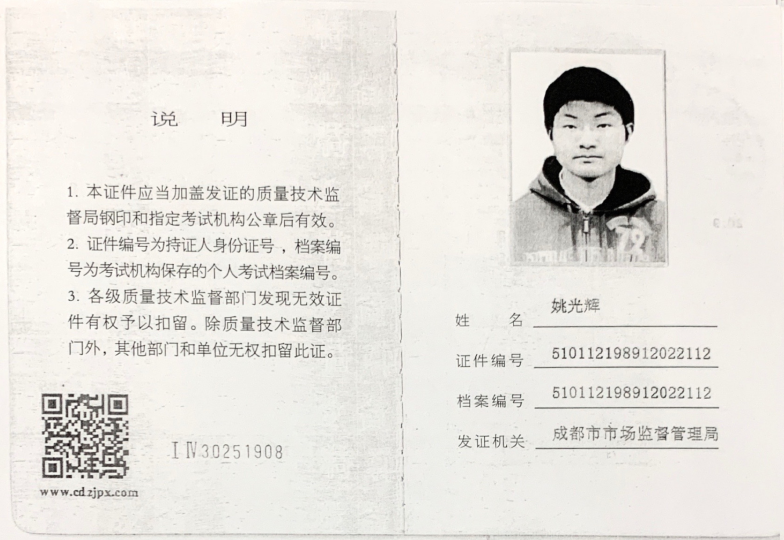 说 明
1. 本证件应当加盖发证的质量技术监
督局钢印和指定考试机构公章后有效。
2. 证件编号为持证人身份证号，档案编
号为考试机构保存的个人考试档案编号。
3. 各级质量技术监督部门发现无效证
件有权予以扣留。除质量技术监督部
门外，其他部门和单位无权扣留此证。
www.cdzjpx.com
ⅠⅣ30251908
79
姓 名 姚光辉
证件编号 510112198912022112
档案编号 510112198912022112
发证机关 成都市市场监督管理局